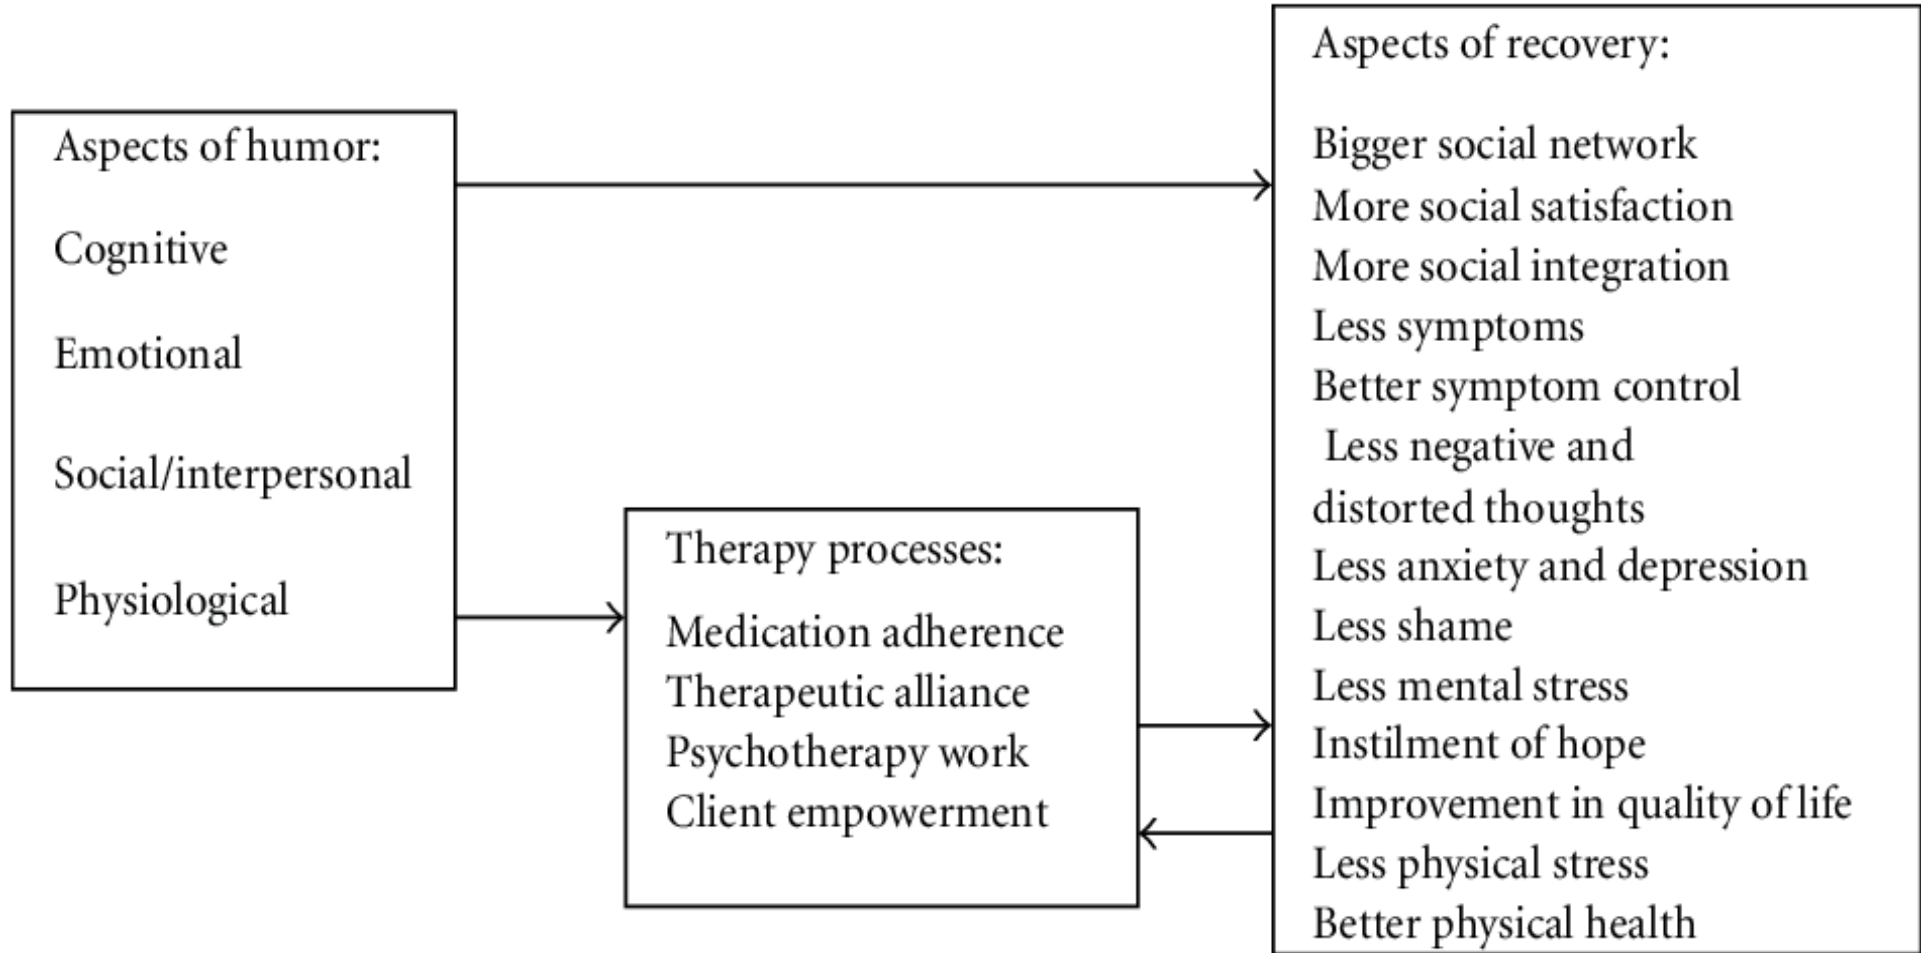 Aspects of humor:
Cognitive
Emotional
Social/interpersonal
Physiological
Therapy processes:
Medication adherence
Therapeutic alliance
Psychotherapy work
Client empowerment
Aspects of recovery:
Bigger social network
More social satisfaction
More social integration
Less symptoms
Better symptom control
Less negative and
distorted thoughts
Less anxiety and depression
Less shame
Less mental stress
Instilment of hope
Improvement in quality of life
Less physical stress
Better physical health